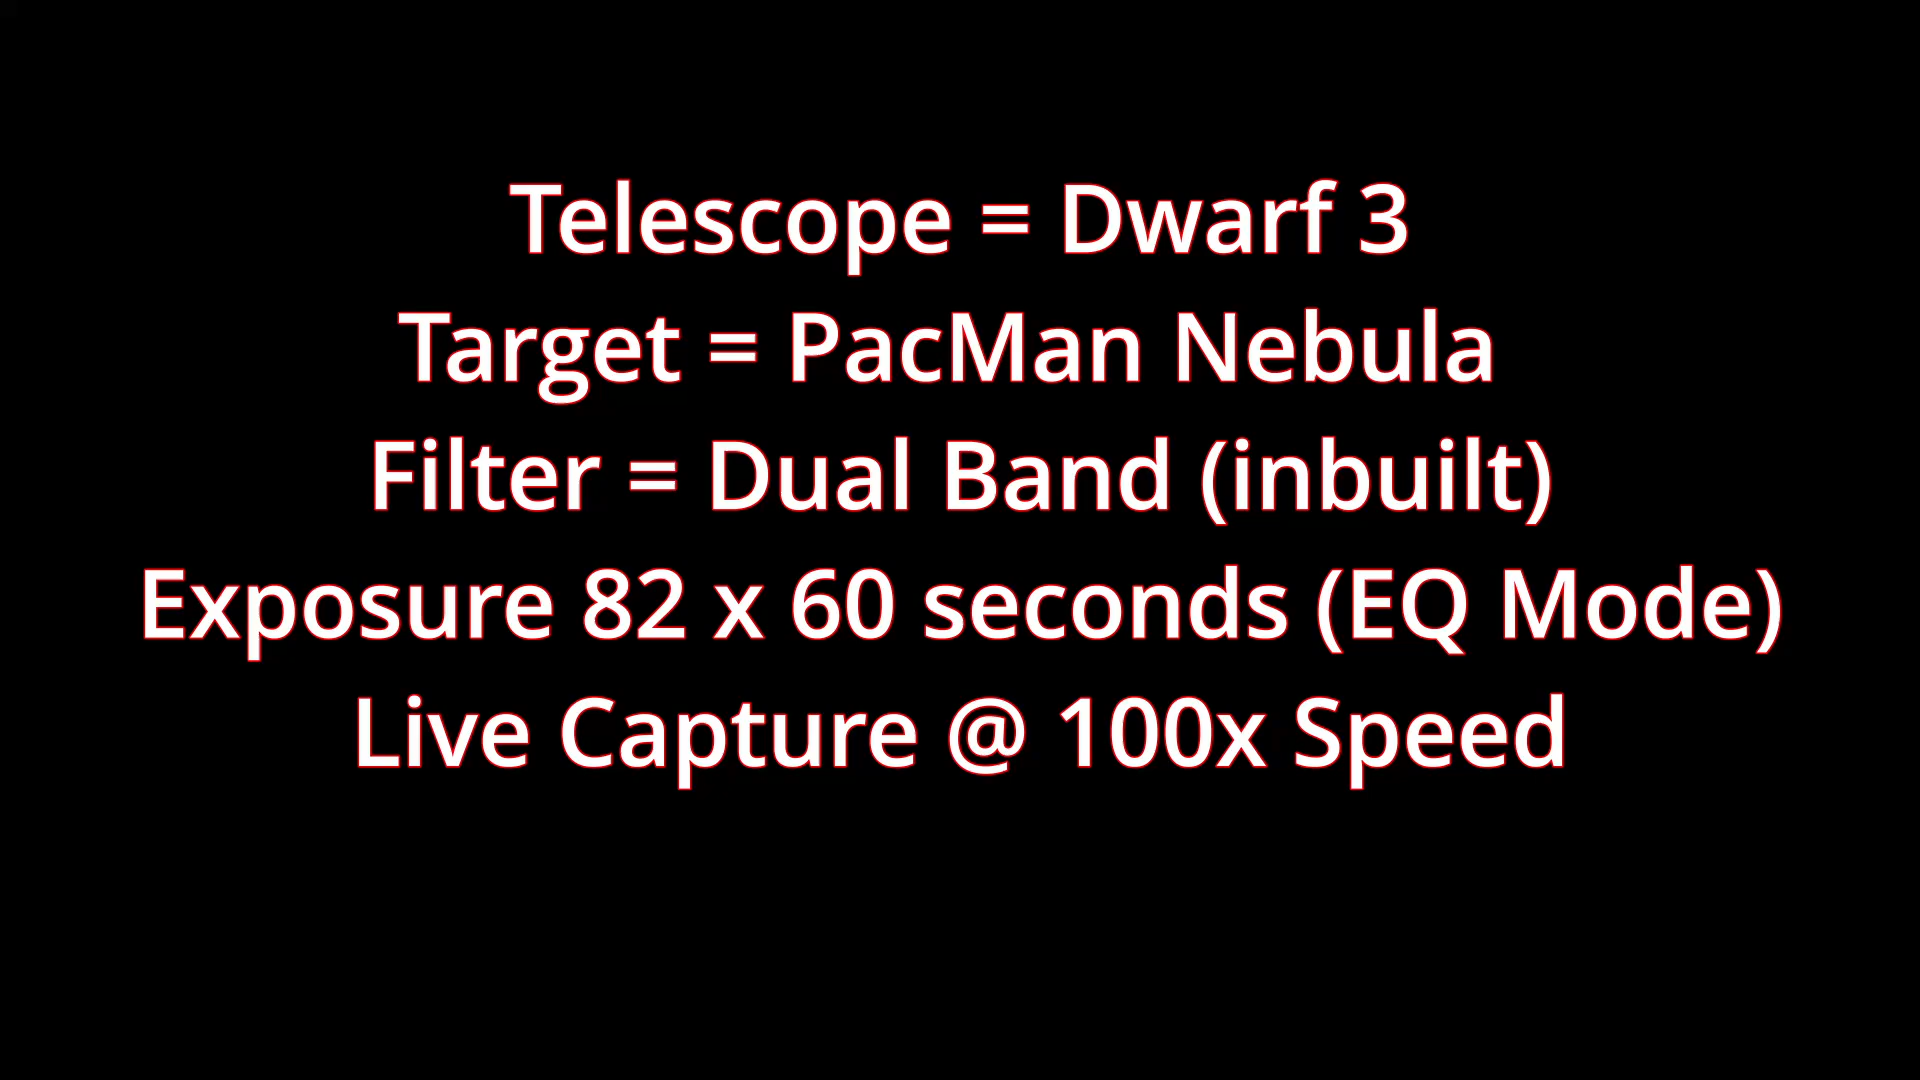 Telescope = Dwarf 3
Target = PacMan Nebula
Filter = Dual Band (inbuilt)
Exposure 82 x 60 seconds (EQ Mode)
Live Capture @ 100x Speed